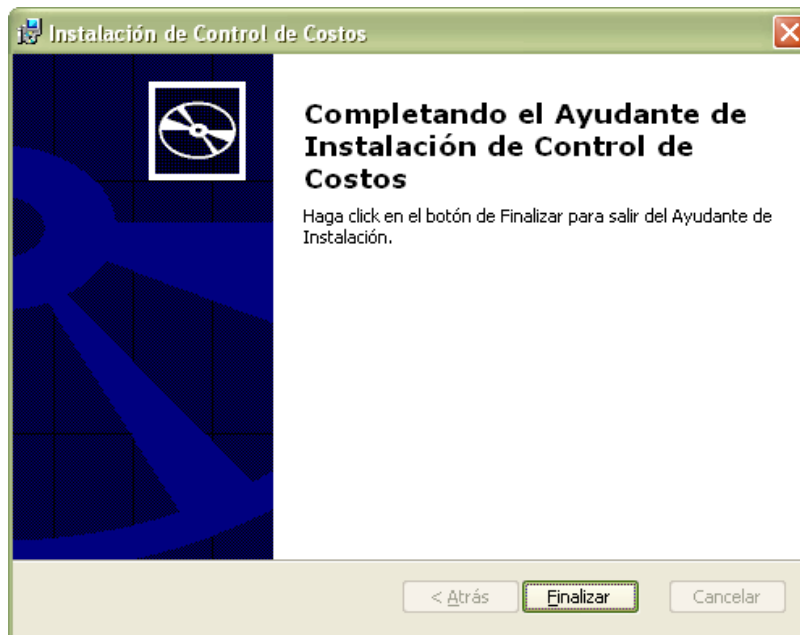 Instalación de Control de Costos
Completando el Ayudante de
Instalación de Control de
Costos
Haga click en el botón de Finalizar para salir del Ayudante de
Instalación.
< Atrás
Finalizar
Cancelar